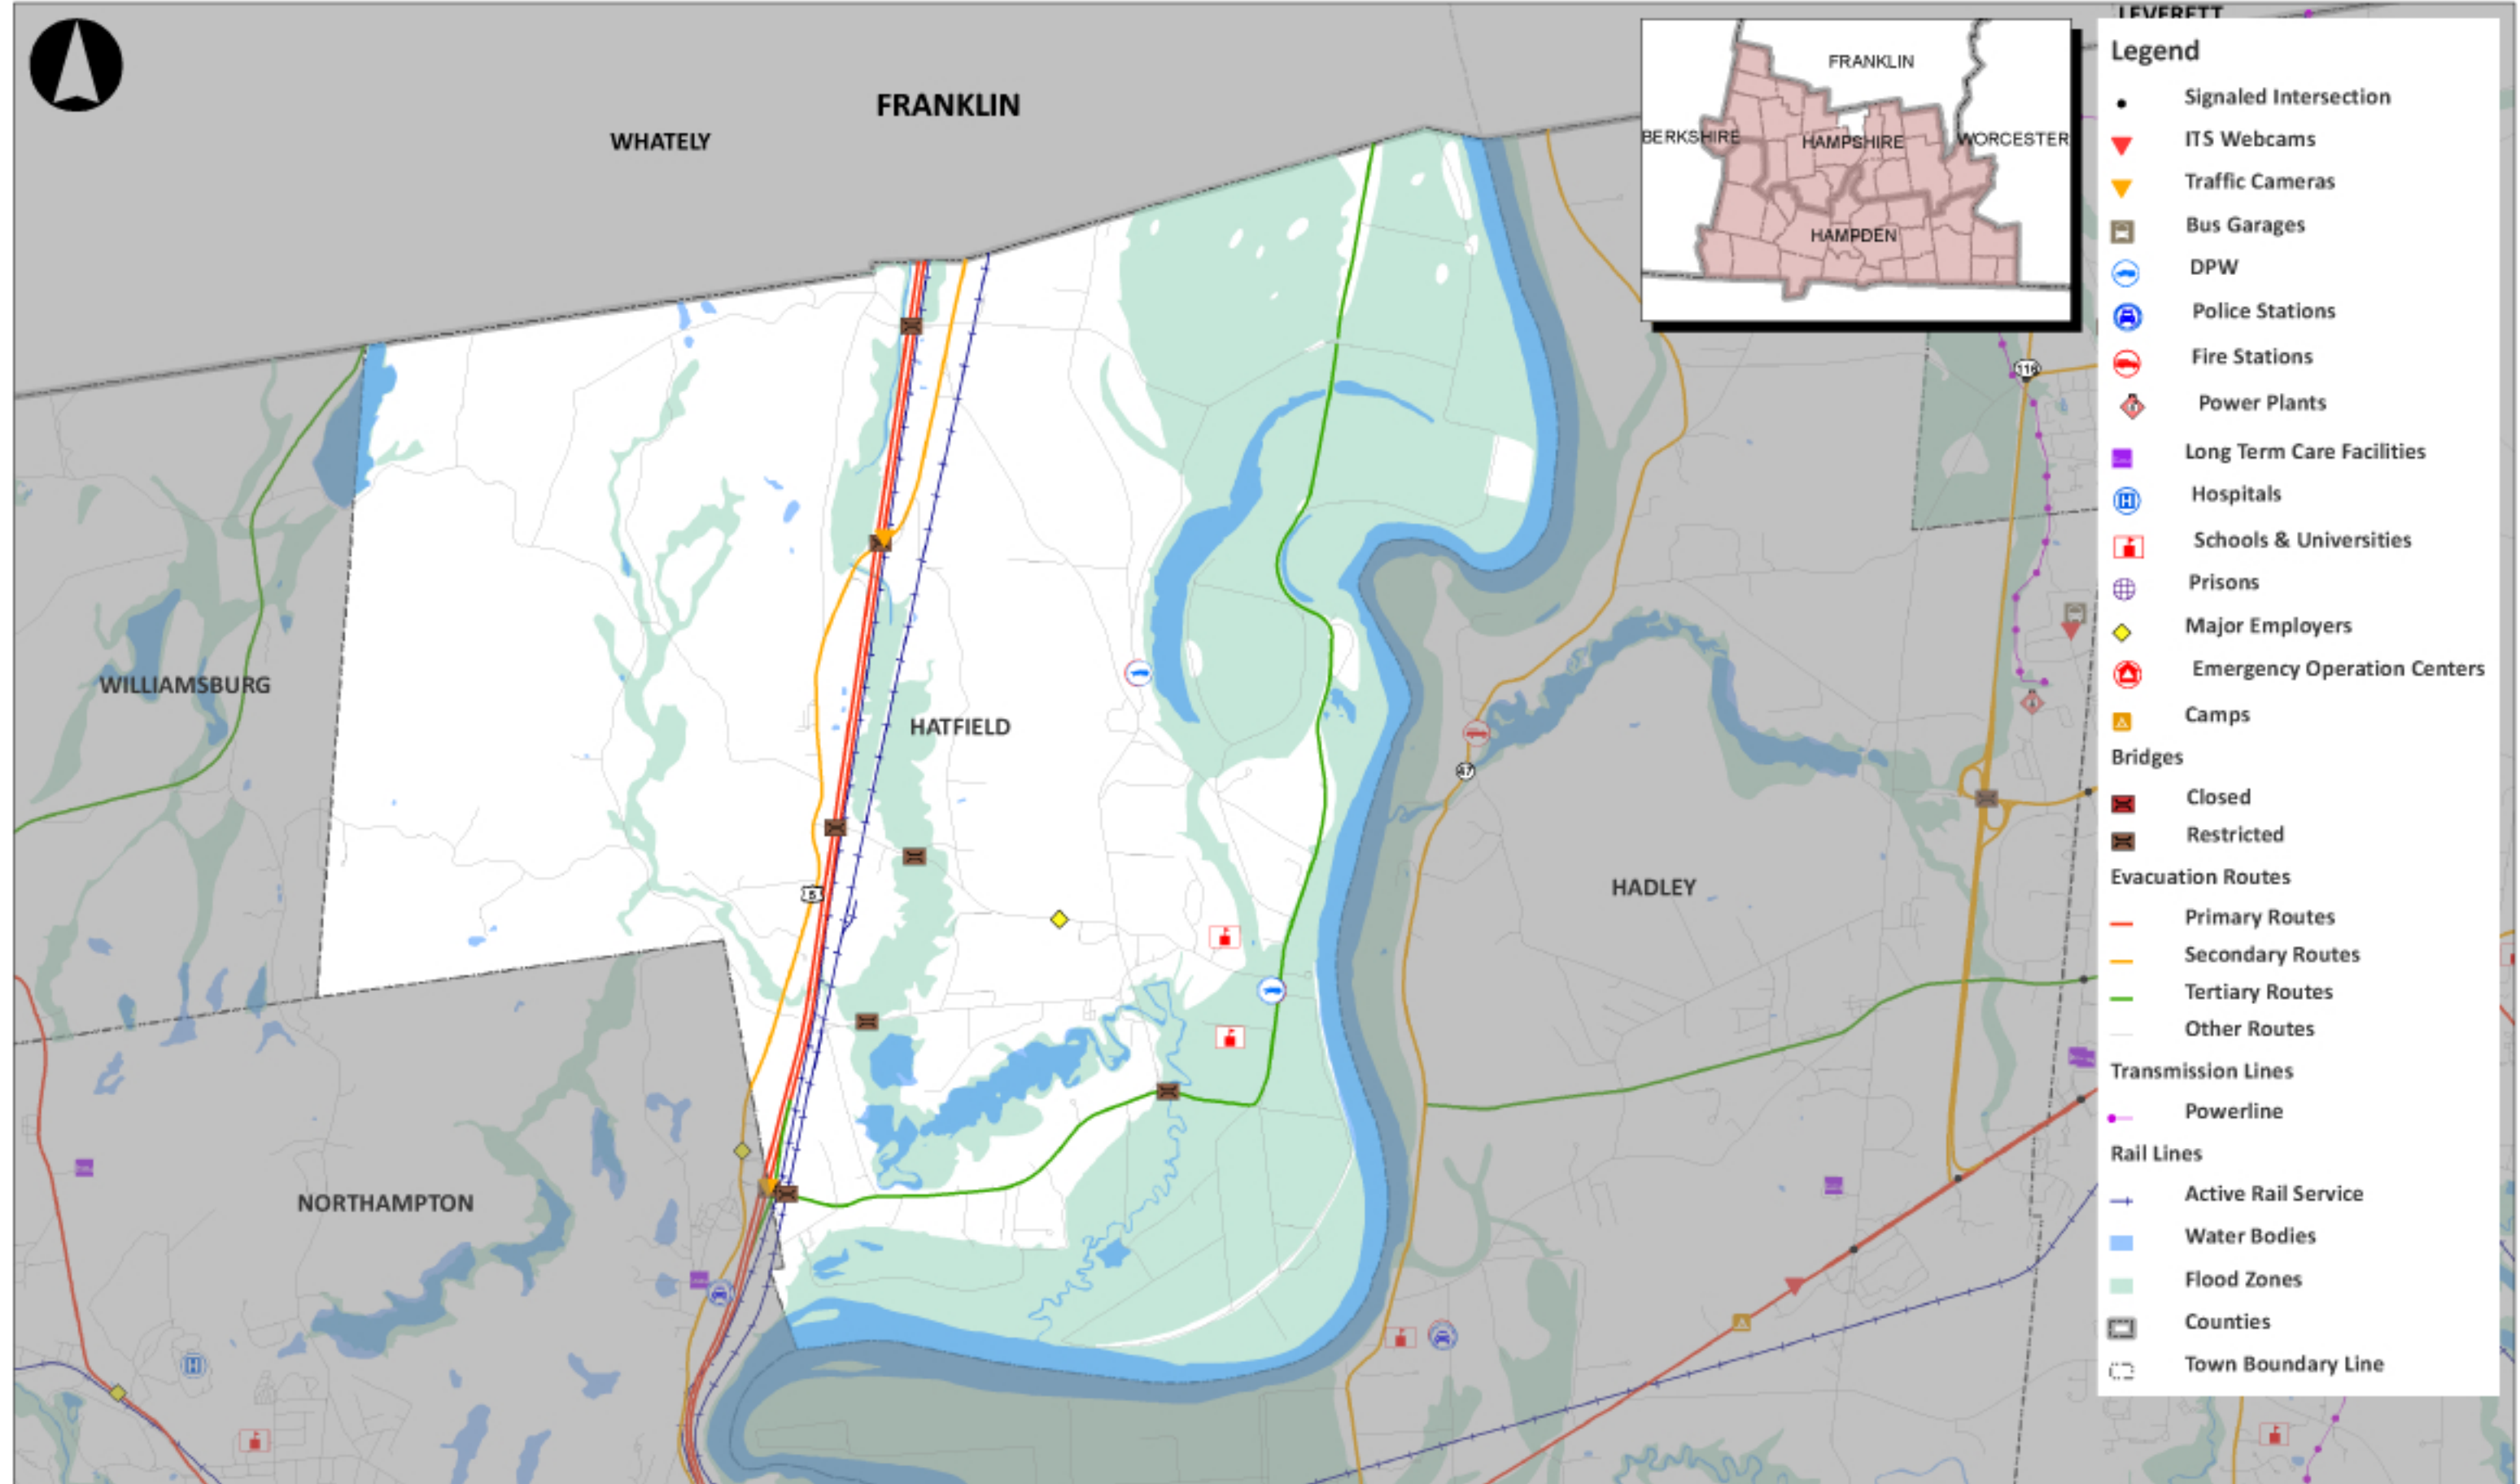 LEVERETT
FRANKLIN
WHATELY
FRANKLIN
BERKSHIRE
HAMPSHIRE
WORCESTER
HAMPDEN
116
WILLIAMSBURG
HATFIELD
47
5
HADLEY
NORTHAMPTON
H
Legend
Signaled Intersection
ITS Webcams
Traffic Cameras
Bus Garages
DPW
Police Stations
Fire Stations
Power Plants
Long Term Care Facilities
H Hospitals
Schools & Universities
Prisons
Major Employers
Emergency Operation Centers
Camps
Bridges
Closed
Restricted
Evacuation Routes
Primary Routes
Secondary Routes
Tertiary Routes
Other Routes
Transmission Lines
Powerline
Rail Lines
Active Rail Service
Water Bodies
Flood Zones
Counties
Town Boundary Line